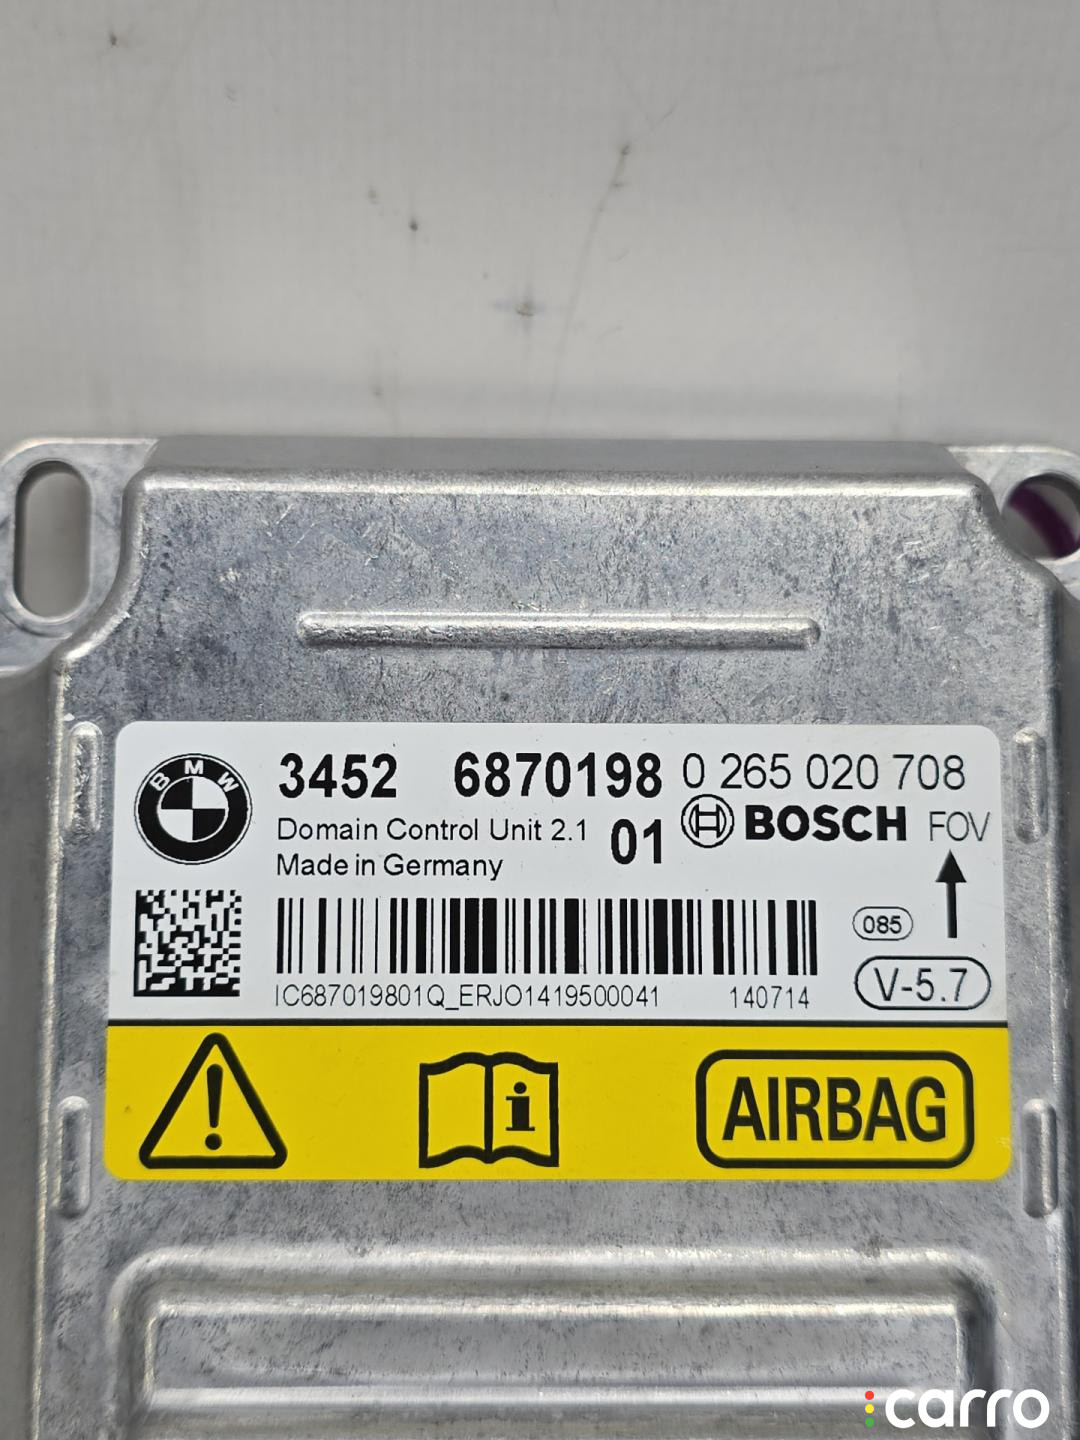 BMW
3452 6870198 0 265 020 708
Domain Control Unit 2.1 01 BOSCH FOV
Made in Germany
085
IC687019801Q_ERJO1419500041 140714 V-5.7
AIRBAG
carro